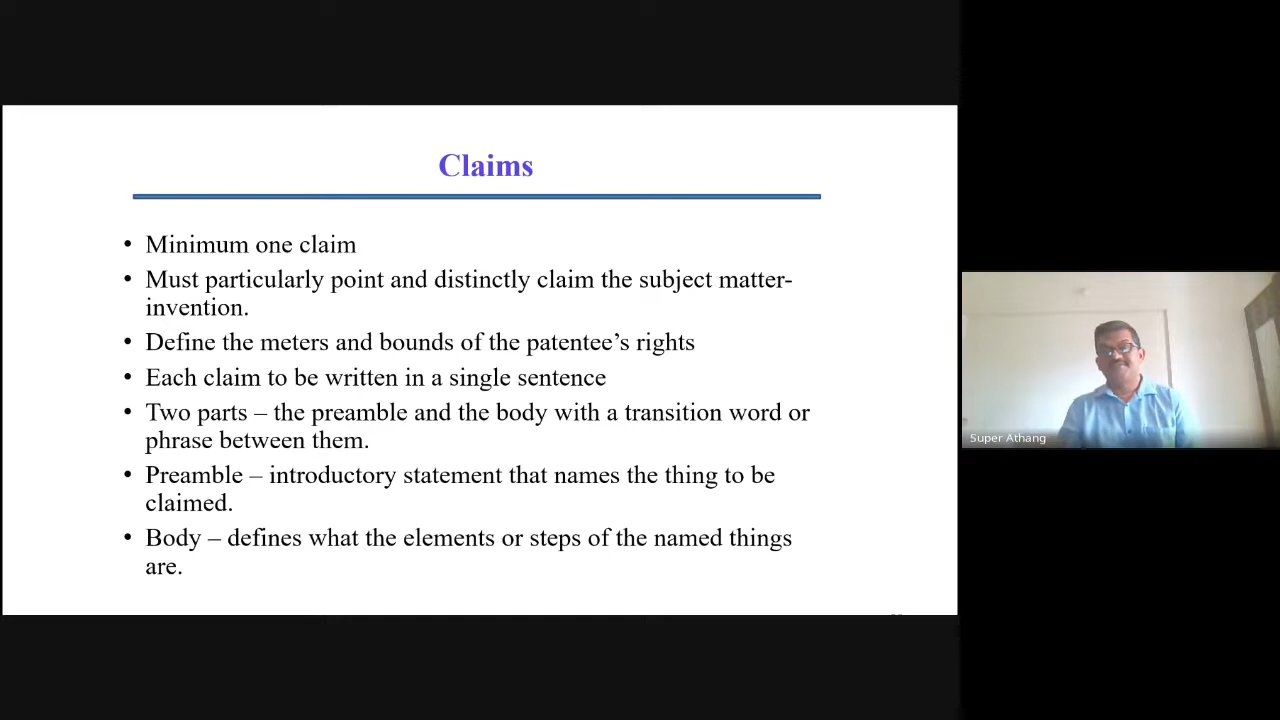 Claims
• Minimum one claim
• Must particularly point and distinctly claim the subject matter-
invention.
• Define the meters and bounds of the patentee’s rights
• Each claim to be written in a single sentence
• Two parts – the preamble and the body with a transition word or
phrase between them.
• Preamble – introductory statement that names the thing to be
claimed.
• Body – defines what the elements or steps of the named things
are.
Super Athang